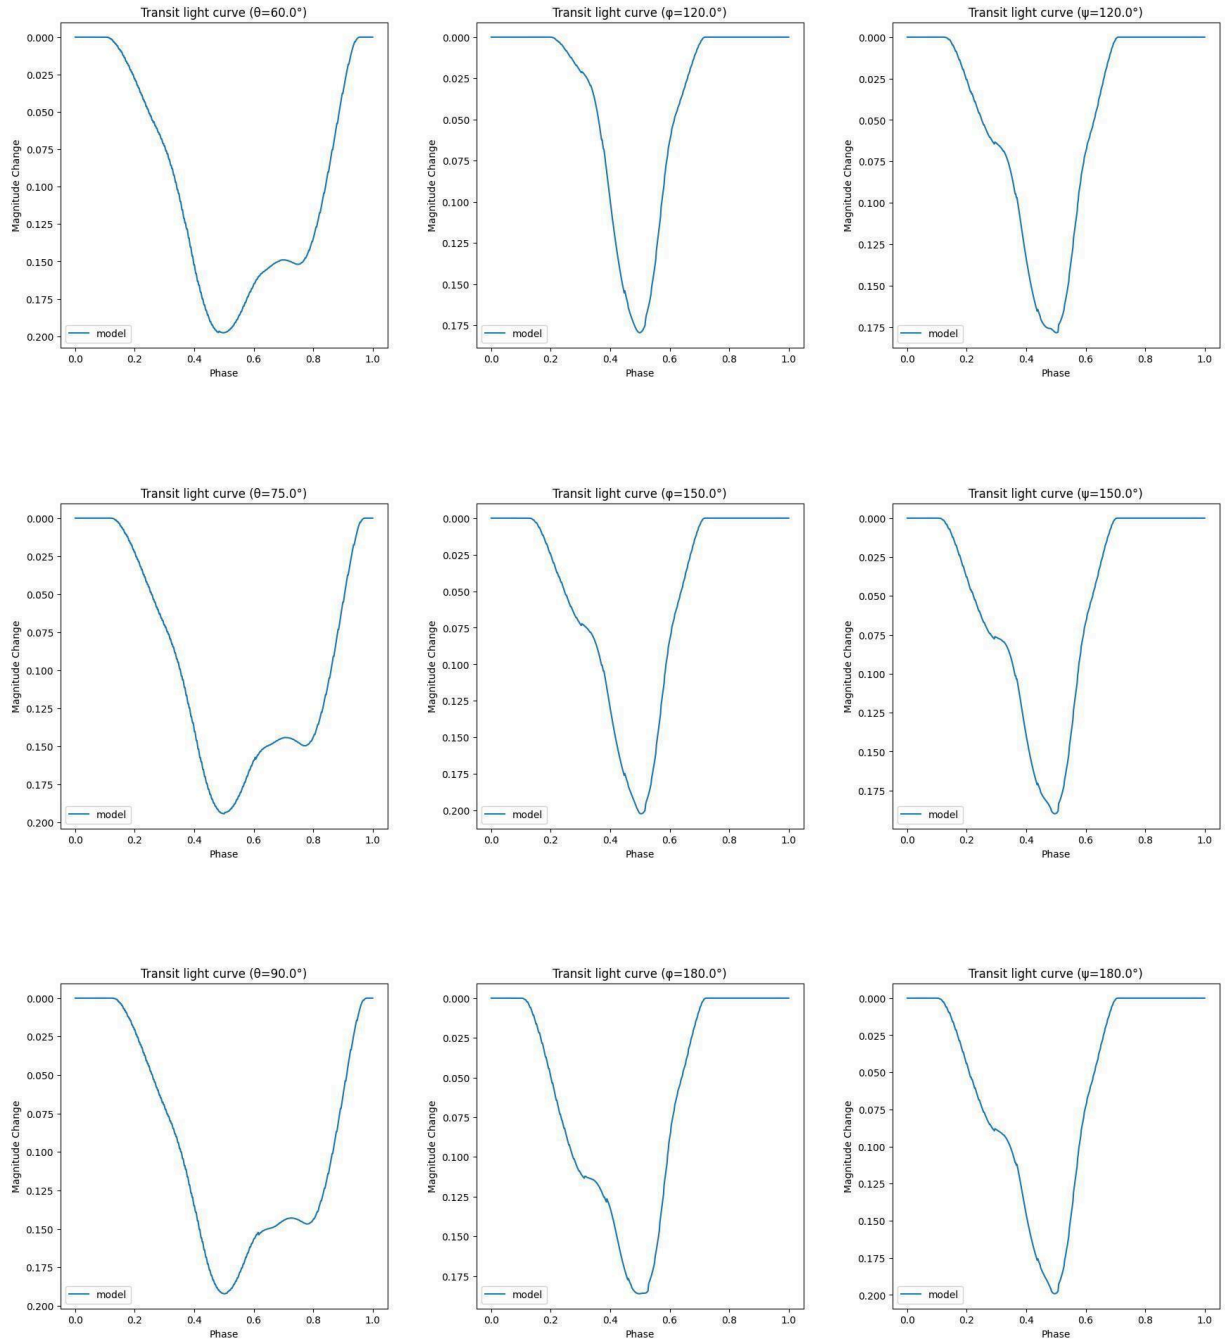 Transit light curve (θ=60.0°)
0.000
0.025
0.050
0.075
0.100
0.125
0.150
0.175
0.200
Magnitude Change
model
0.0 0.2 0.4 0.6 0.8 1.0
Phase
Transit light curve (φ=120.0°)
0.000
0.025
0.050
0.075
0.100
0.125
0.150
0.175
Magnitude Change
model
0.0 0.2 0.4 0.6 0.8 1.0
Phase
Transit light curve (ψ=120.0°)
0.000
0.025
0.050
0.075
0.100
0.125
0.150
0.175
Magnitude Change
model
0.0 0.2 0.4 0.6 0.8 1.0
Phase
Transit light curve (θ=75.0°)
0.000
0.025
0.050
0.075
0.100
0.125
0.150
0.175
0.200
Magnitude Change
model
0.0 0.2 0.4 0.6 0.8 1.0
Phase
Transit light curve (φ=150.0°)
0.000
0.025
0.050
0.075
0.100
0.125
0.150
0.175
0.200
Magnitude Change
model
0.0 0.2 0.4 0.6 0.8 1.0
Phase
Transit light curve (ψ=150.0°)
0.000
0.025
0.050
0.075
0.100
0.125
0.150
0.175
Magnitude Change
model
0.0 0.2 0.4 0.6 0.8 1.0
Phase
Transit light curve (θ=90.0°)
0.000
0.025
0.050
0.075
0.100
0.125
0.150
0.175
0.200
Magnitude Change
model
0.0 0.2 0.4 0.6 0.8 1.0
Phase
Transit light curve (φ=180.0°)
0.000
0.025
0.050
0.075
0.100
0.125
0.150
0.175
Magnitude Change
model
0.0 0.2 0.4 0.6 0.8 1.0
Phase
Transit light curve (ψ=180.0°)
0.000
0.025
0.050
0.075
0.100
0.125
0.150
0.175
0.200
Magnitude Change
model
0.0 0.2 0.4 0.6 0.8 1.0
Phase